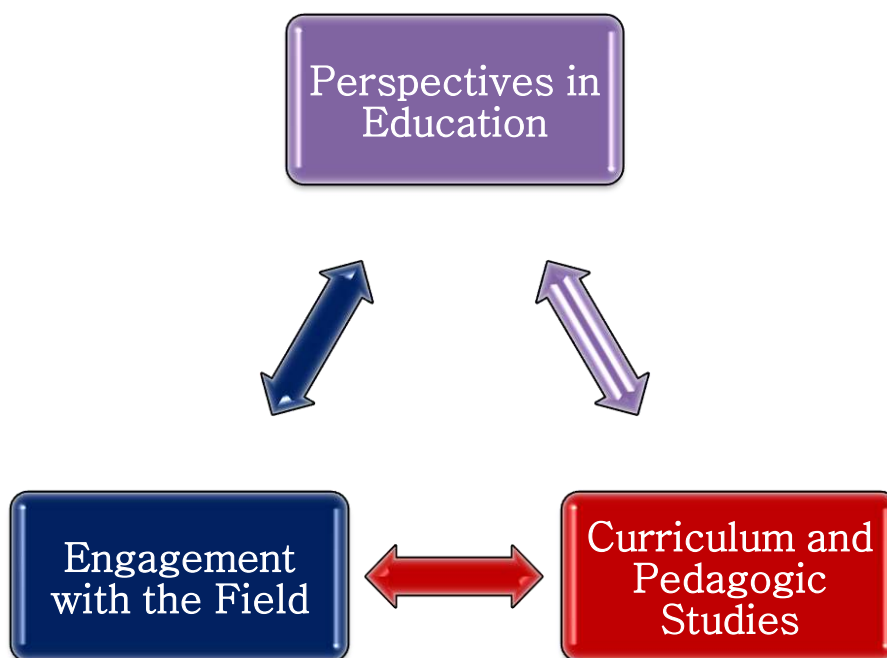 Perspectives in
Education
Engagement
with the Field
Curriculum and
Pedagogic
Studies